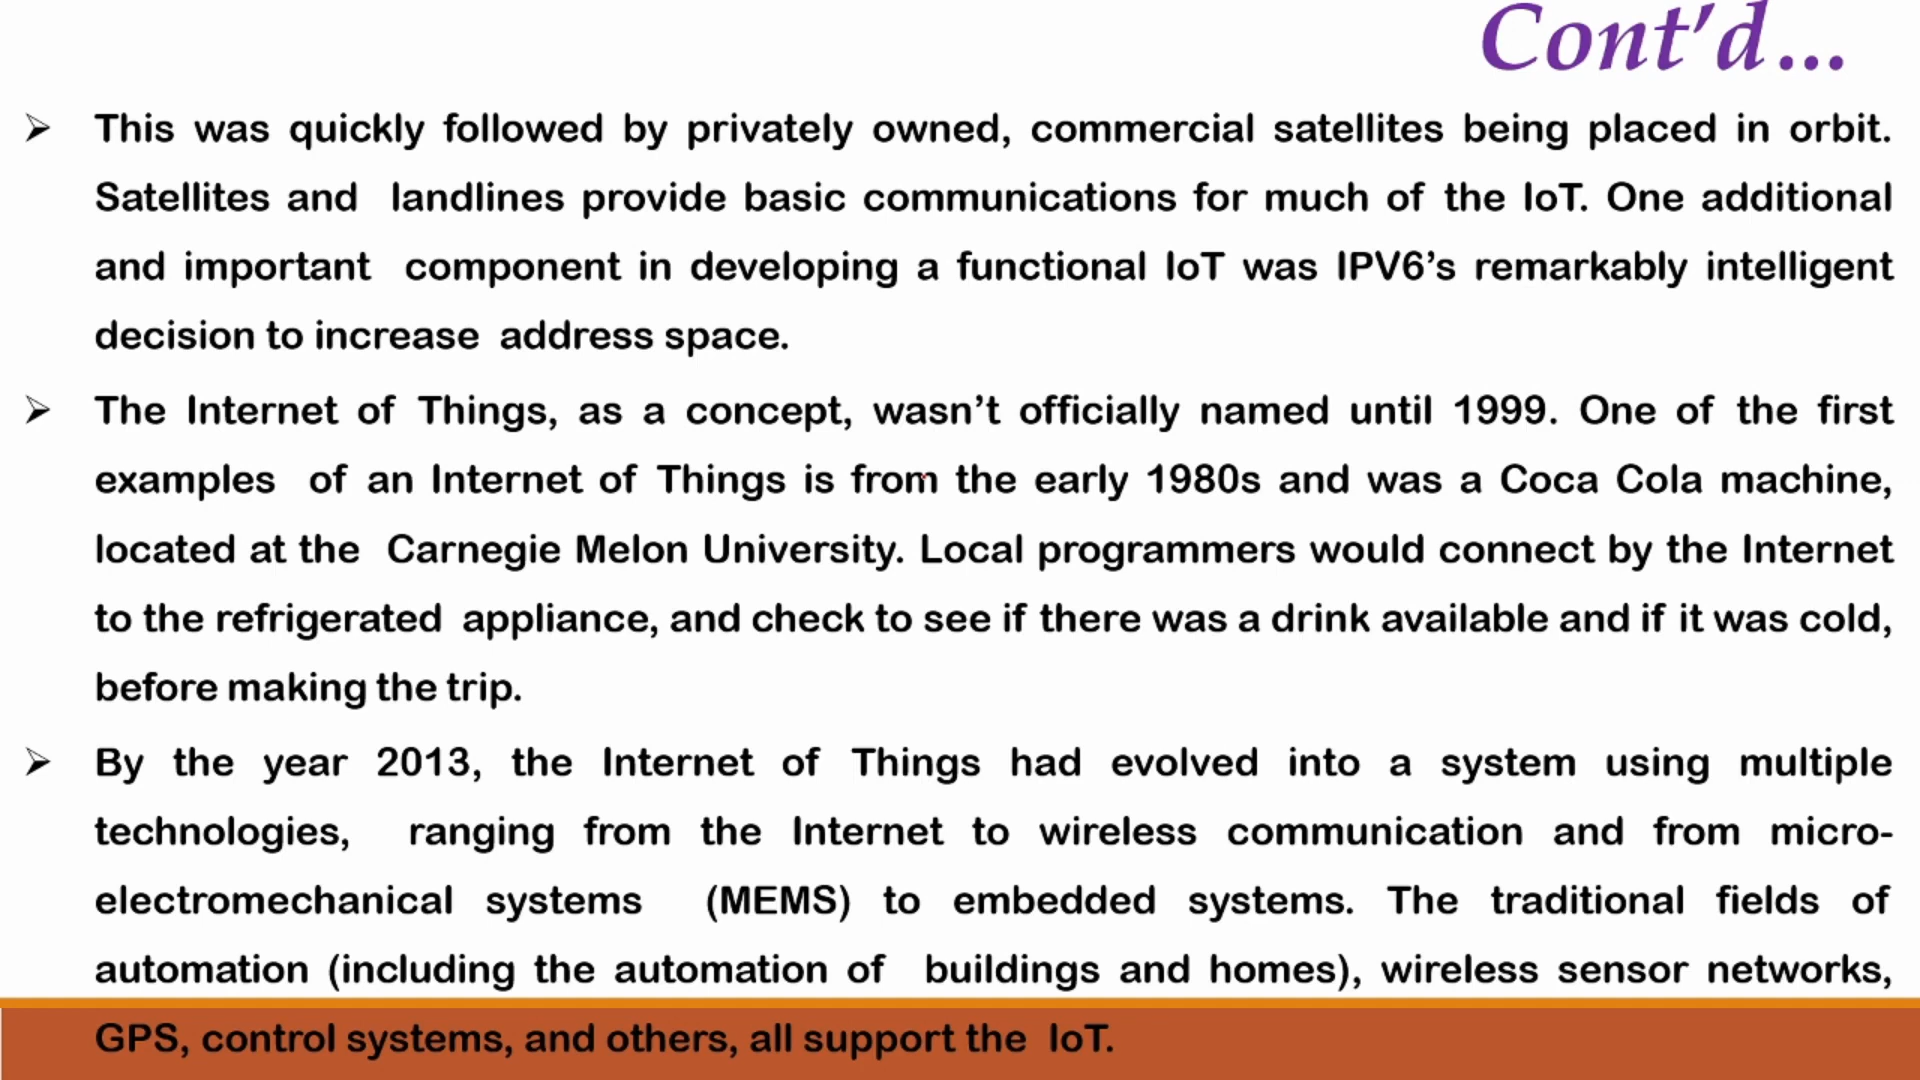 Cont’d...
➢ This was quickly followed by privately owned, commercial satellites being placed in orbit.
Satellites and landlines provide basic communications for much of the IoT. One additional
and important component in developing a functional IoT was IPV6’s remarkably intelligent
decision to increase address space.
➢ The Internet of Things, as a concept, wasn’t officially named until 1999. One of the first
examples of an Internet of Things is from the early 1980s and was a Coca Cola machine,
located at the Carnegie Melon University. Local programmers would connect by the Internet
to the refrigerated appliance, and check to see if there was a drink available and if it was cold,
before making the trip.
➢ By the year 2013, the Internet of Things had evolved into a system using multiple
technologies, ranging from the Internet to wireless communication and from micro-
electromechanical systems (MEMS) to embedded systems. The traditional fields of
automation (including the automation of buildings and homes), wireless sensor networks,
GPS, control systems, and others, all support the IoT.